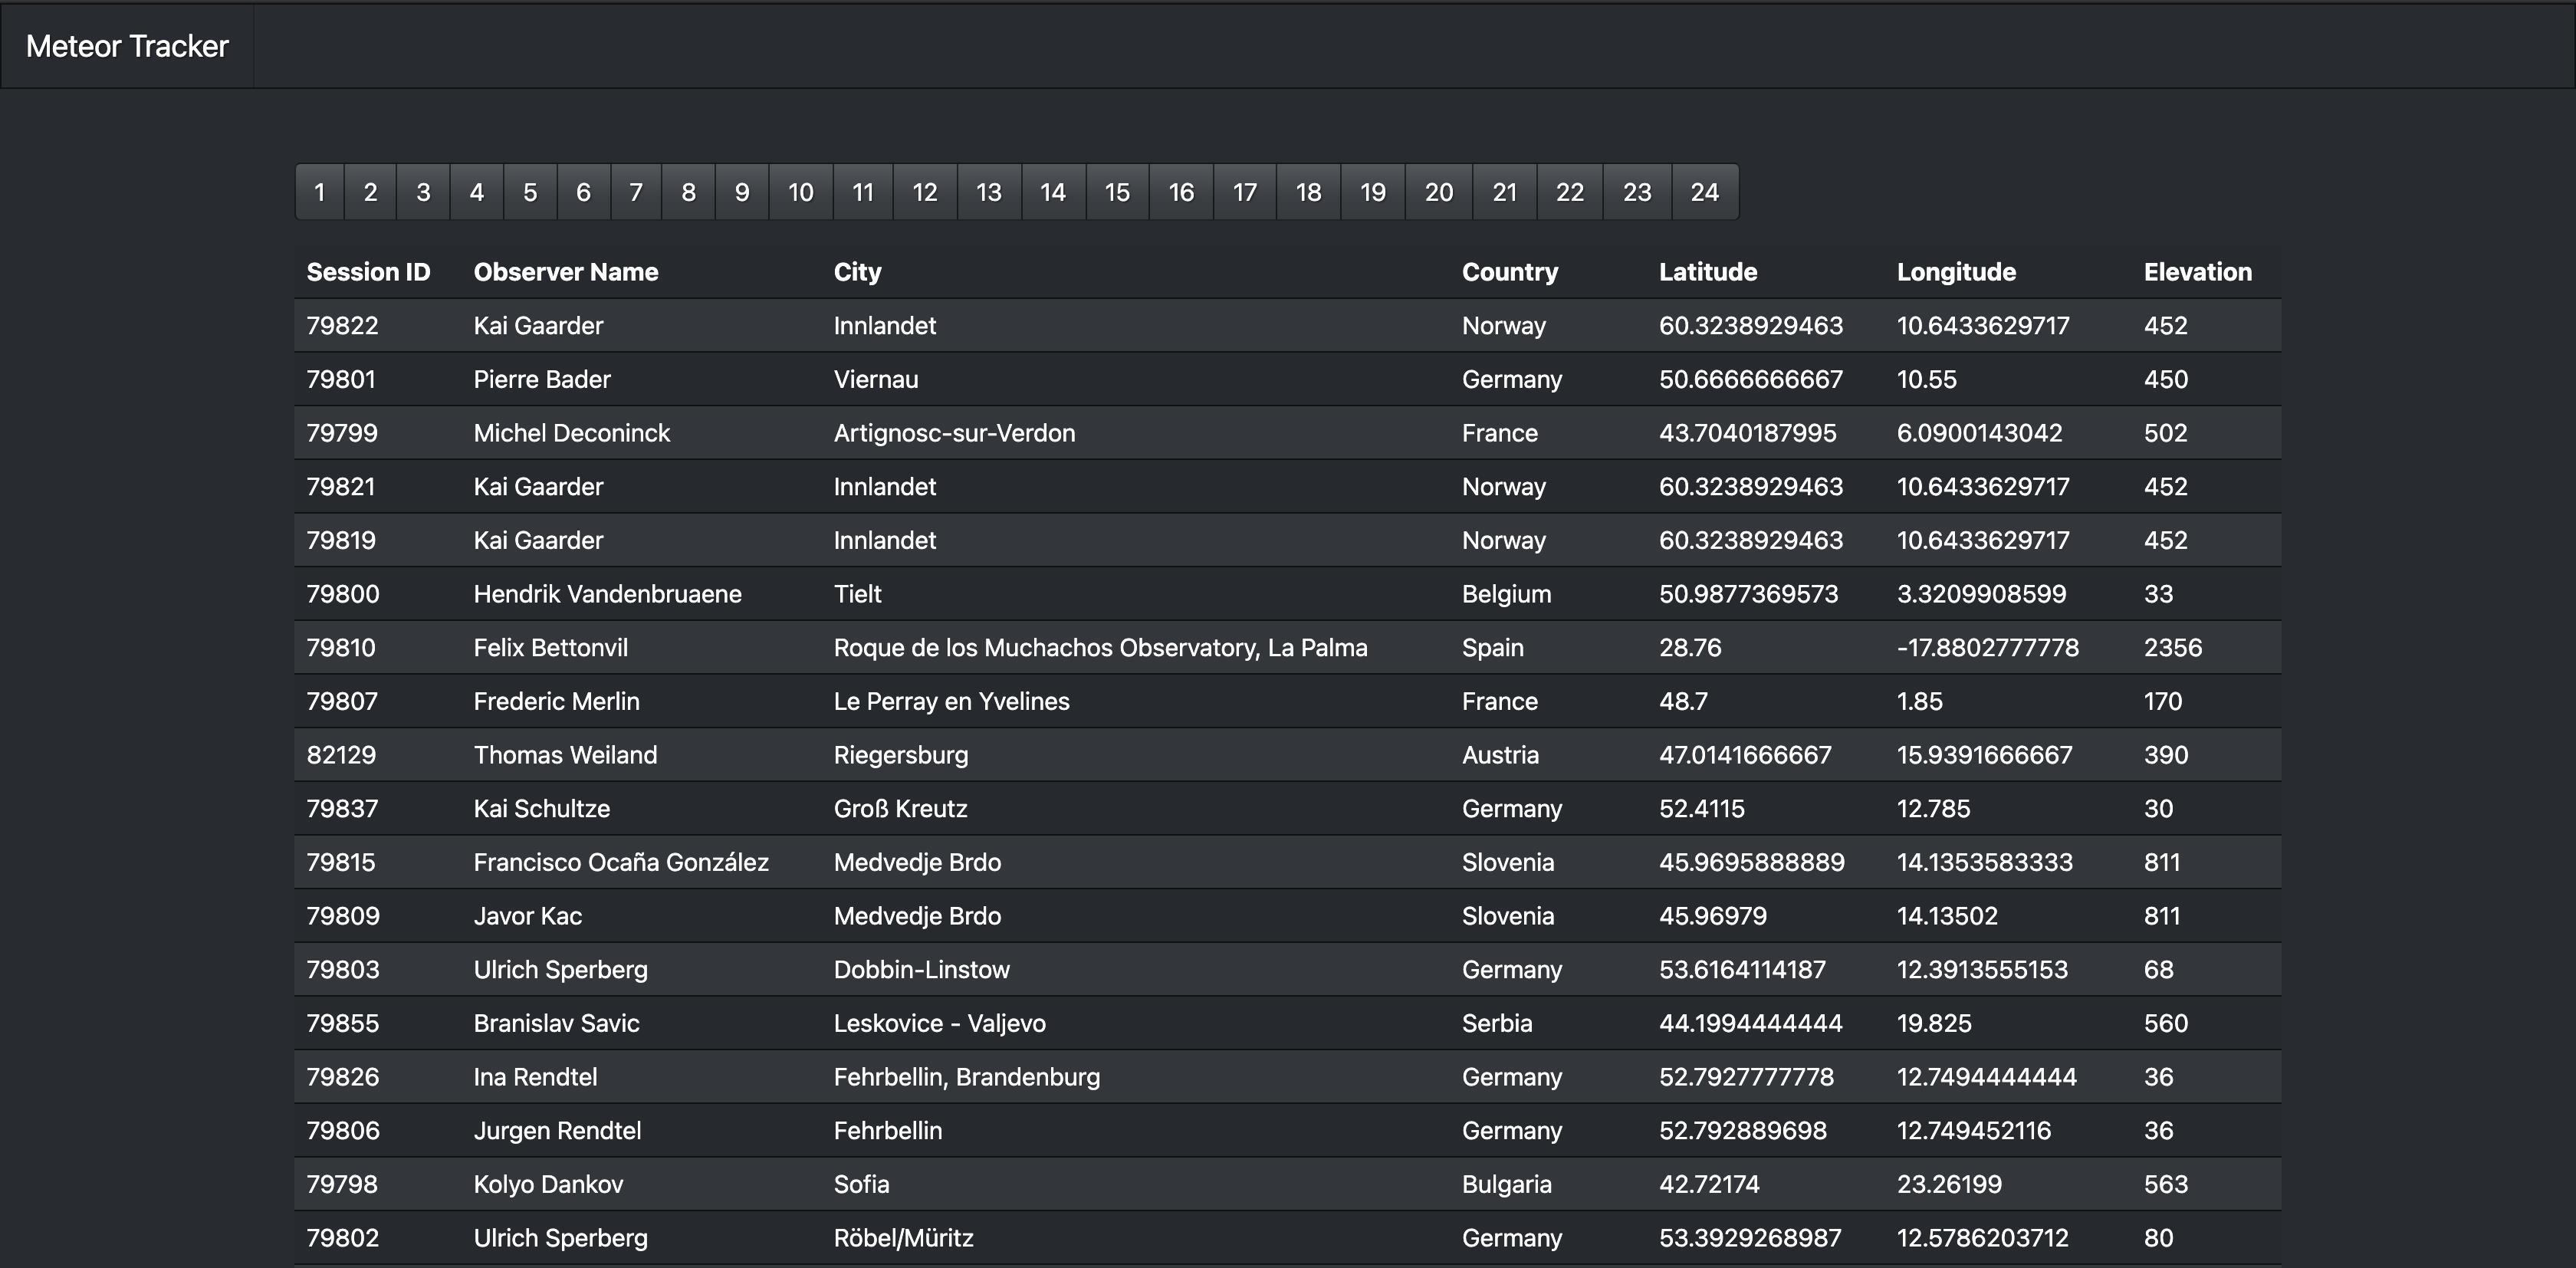 Meteor Tracker
1 2 3 4 5 6 7 8 9 10 11 12 13 14 15 16 17 18 19 20 21 22 23 24
Session ID Observer Name City Country Latitude Longitude Elevation
79822 Kai Gaarder Innlandet Norway 60.3238929463 10.6433629717 452
79801 Pierre Bader Viernau Germany 50.6666666667 10.55 450
79799 Michel Deconinck Artignosc-sur-Verdon France 43.7040187995 6.0900143042 502
79821 Kai Gaarder Innlandet Norway 60.3238929463 10.6433629717 452
79819 Kai Gaarder Innlandet Norway 60.3238929463 10.6433629717 452
79800 Hendrik Vandenbruaene Tielt Belgium 50.9877369573 3.3209908599 33
79810 Felix Bettonvil Roque de los Muchachos Observatory, La Palma Spain 28.76 -17.8802777778 2356
79807 Frederic Merlin Le Perray en Yvelines France 48.7 1.85 170
82129 Thomas Weiland Riegersburg Austria 47.0141666667 15.9391666667 390
79837 Kai Schultze Groß Kreutz Germany 52.4115 12.785 30
79815 Francisco Ocaña González Medvedje Brdo Slovenia 45.9695888889 14.1353583333 811
79809 Javor Kac Medvedje Brdo Slovenia 45.96979 14.13502 811
79803 Ulrich Sperberg Dobbin-Linstow Germany 53.6164114187 12.3913555153 68
79855 Branislav Savic Leskovice - Valjevo Serbia 44.1994444444 19.825 560
79826 Ina Rendtel Fehrbellin, Brandenburg Germany 52.7927777778 12.7494444444 36
79806 Jurgen Rendtel Fehrbellin Germany 52.792889698 12.749452116 36
79798 Kolyo Dankov Sofia Bulgaria 42.72174 23.26199 563
79802 Ulrich Sperberg Röbel/Müritz Germany 53.3929268987 12.5786203712 80